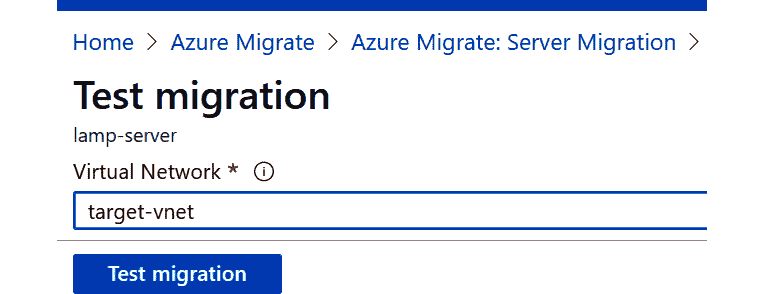 Home > Azure Migrate > Azure Migrate: Server Migration >
Test migration
lamp-server
Virtual Network * ⓘ
target-vnet
Test migration